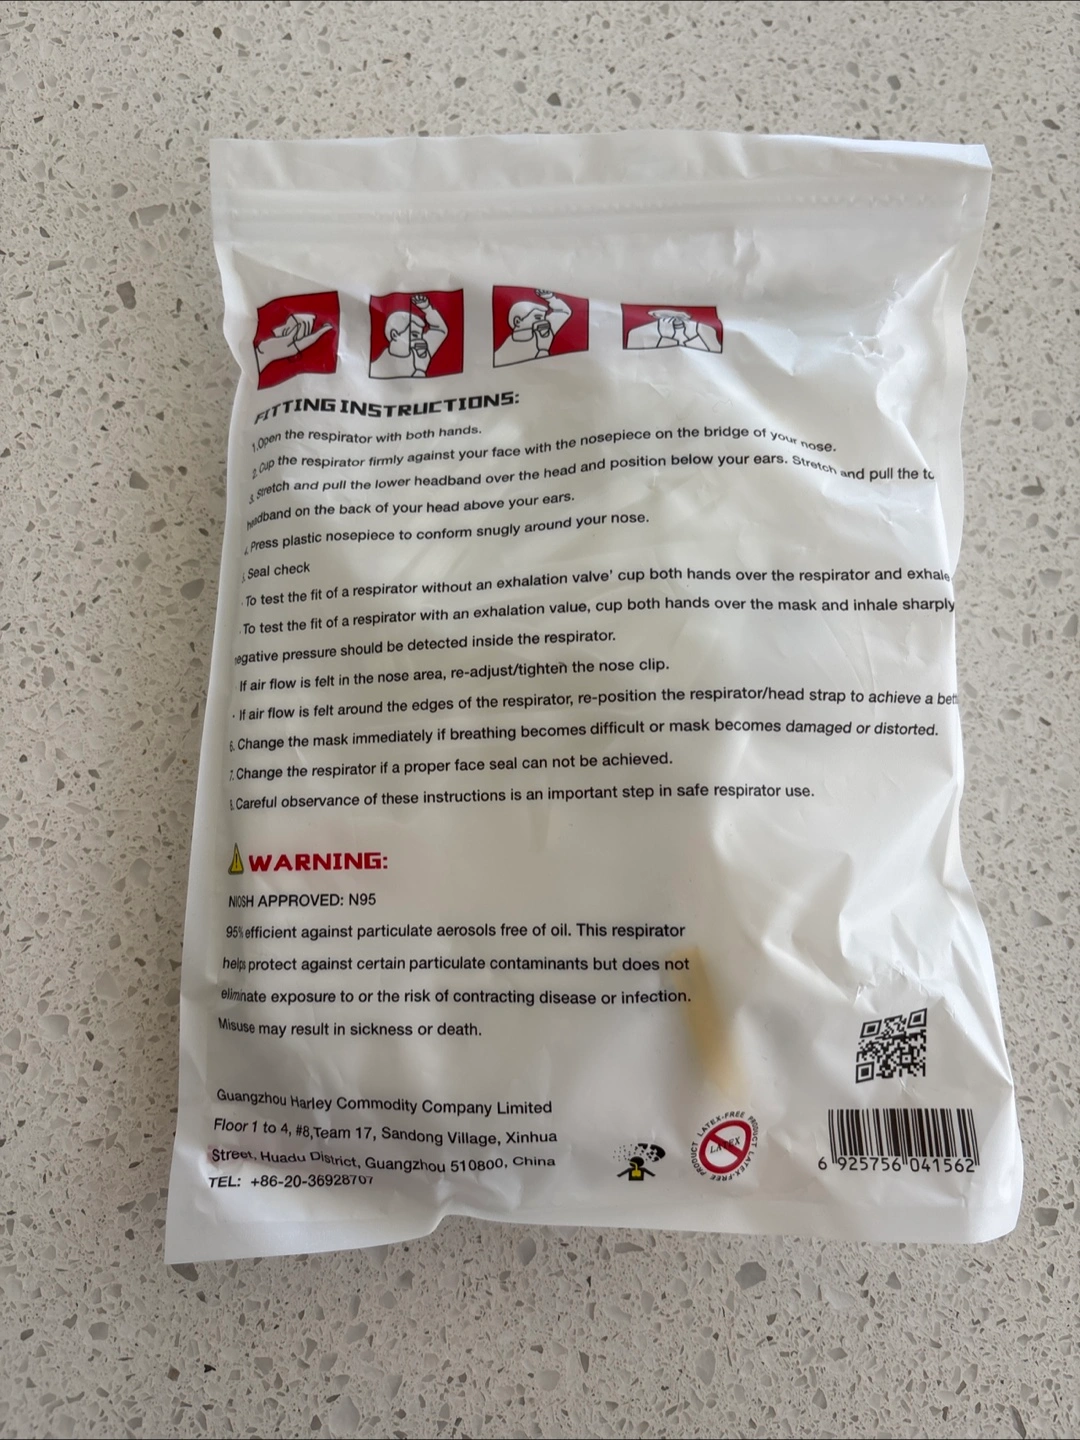 FITTING INSTRUCTIONS:
1.Open the respirator with both hands.
2. Cup the respirator firmly against your face with the nosepiece on the bridge of your nose.
3. Stretch and pull the lower headband over the head and position below your ears. Stretch and pull the to
headband on the back of your head above your ears.
4. Press plastic nosepiece to conform snugly around your nose.
Seal check
· To test the fit of a respirator without an exhalation valve' cup both hands over the respirator and exhale
· To test the fit of a respirator with an exhalation value, cup both hands over the mask and inhale sharply
negative pressure should be detected inside the respirator.
If air flow is felt in the nose area, re-adjust/tighten the nose clip.
· If air flow is felt around the edges of the respirator, re-position the respirator/head strap to achieve a bet
6. Change the mask immediately if breathing becomes difficult or mask becomes damaged or distorted.
7. Change the respirator if a proper face seal can not be achieved.
Careful observance of these instructions is an important step in safe respirator use.
WARNING:
NIOSH APPROVED: N95
95% efficient against particulate aerosols free of oil. This respirator
helps protect against certain particulate contaminants but does not
eliminate exposure to or the risk of contracting disease or infection.
Misuse may result in sickness or death.
Guangzhou Harley Commodity Company Limited
Floor 1 to 4, #8,Team 17, Sandong Village, Xinhua
Street, Huadu District, Guangzhou 510800, China
TEL: +86-20-36928707
LATEX-FREE PRODUCT LATEX-FREE PRODUCT
LATEX
6 925756 041562